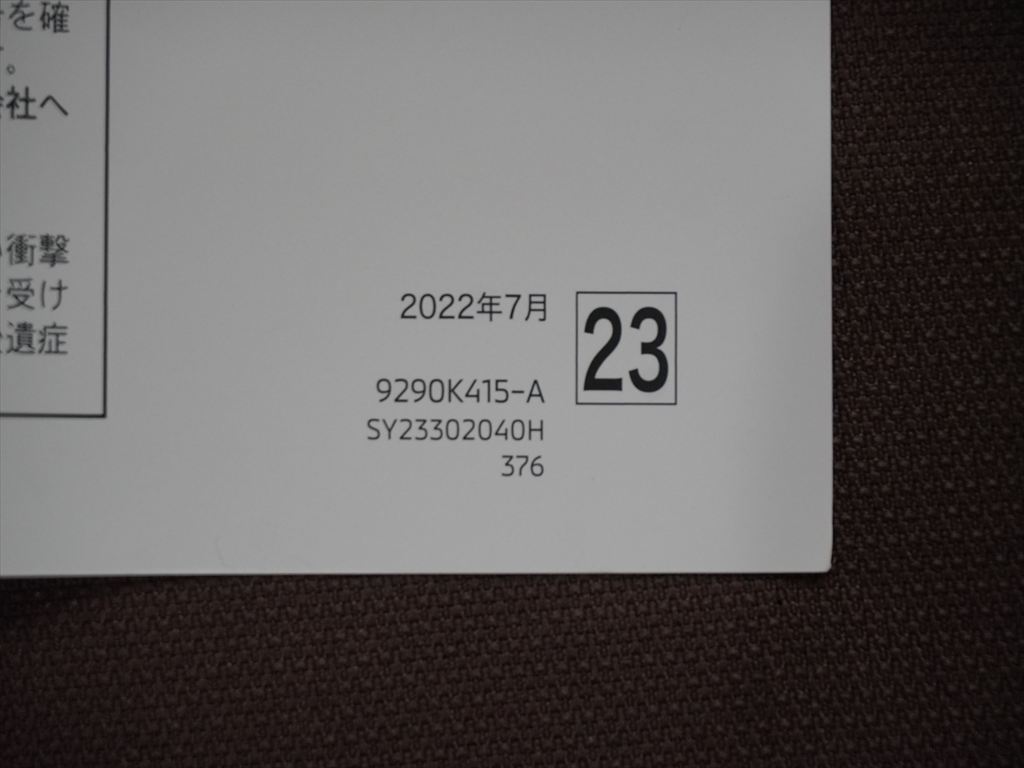 を確
。
社へ
衝撃
受け
遺症
2022年7月
23
9290K415-A
SY23302040H
376